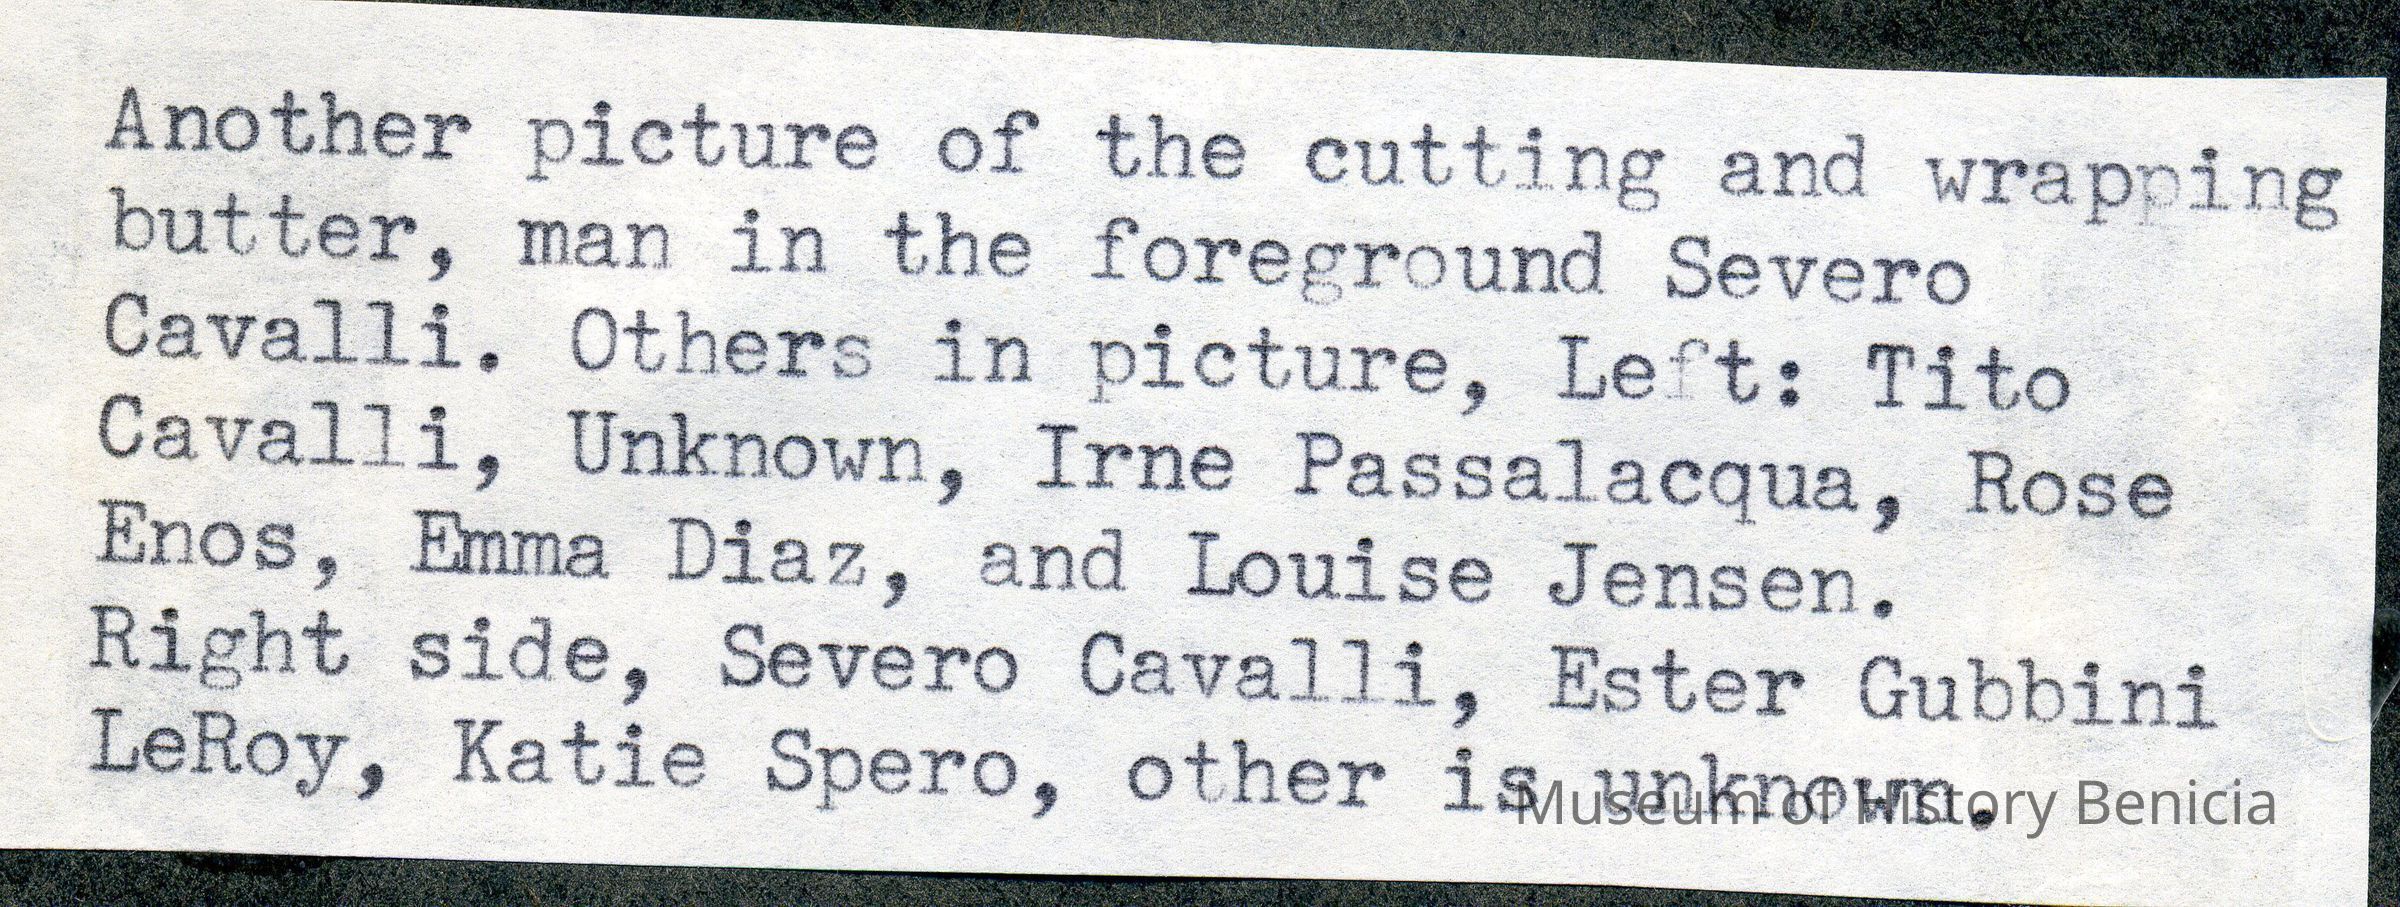 Another picture of the cutting and wrapping
butter, man in the foreground Severo
Cavalli. Others in picture, Left: Tito
Cavalli, Unknown, Irne Passalacqua, Rose
Enos, Emma Diaz, and Louise Jensen.
Right side, Severo Cavalli, Ester Gubbini
LeRoy, Katie Spero, other is unknown.
Museum of History Benicia